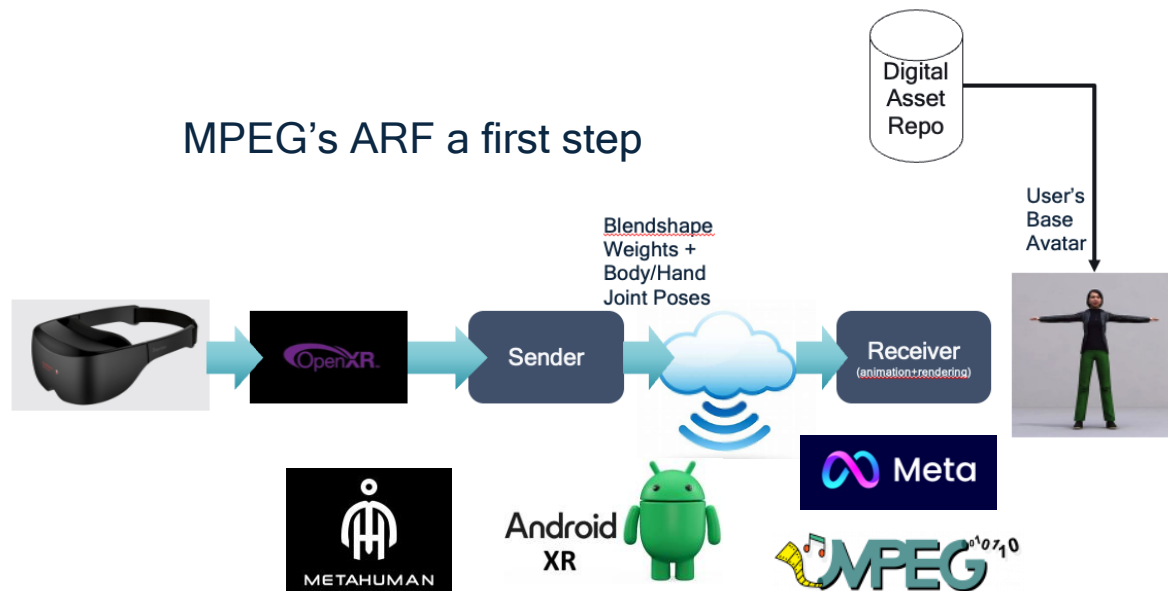 Digital
Asset
Repo
MPEG's ARF a first step
User's
Base
Avatar
Blendshape
Weights +
Body/Hand
Joint Poses
OpenXR™
Sender
Receiver
(animation+rendering)
METAHUMAN
Android
XR
Meta
MPEG